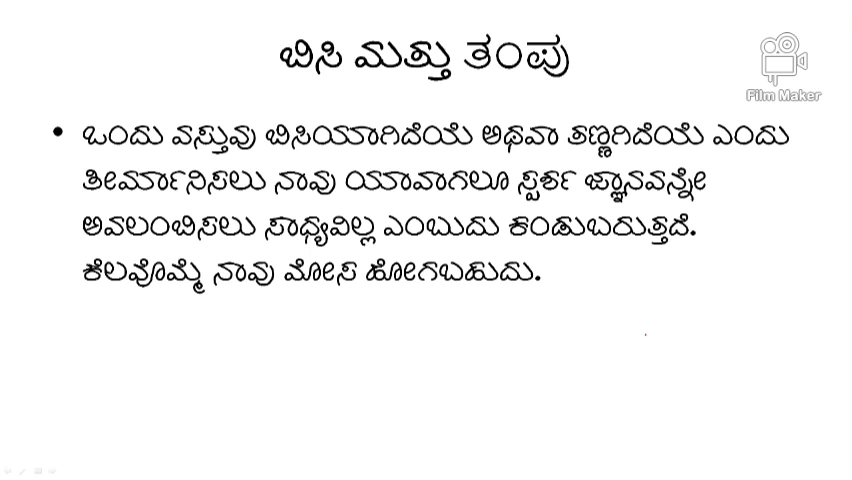 ಬಿಸಿ ಮತ್ತು ತಂಪು
Film Maker
• ಒಂದು ವಸ್ತುವು ಬಿಸಿಯಾಗಿದೆಯೆ ಅಥವಾ ತಣ್ಣಗಿದೆಯೆ ಎಂದು
ತೀರ್ಮಾನಿಸಲು ನಾವು ಯಾವಾಗಲೂ ಸ್ಪರ್ಶ ಜ್ಞಾನವನ್ನೇ
ಅವಲಂಬಿಸಲು ಸಾಧ್ಯವಿಲ್ಲ ಎಂಬುದು ಕಂಡುಬರುತ್ತದೆ.
ಕೆಲವೊಮ್ಮೆ ನಾವು ಮೋಸ ಹೋಗಬಹುದು.